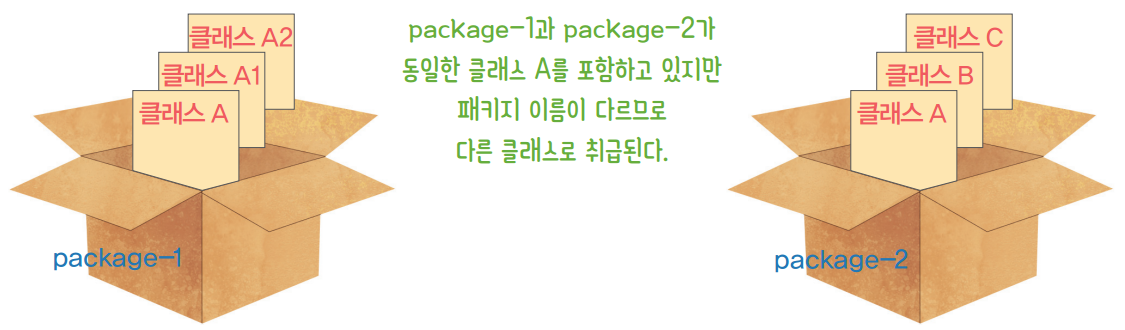 클래스 A2
클래스 A1
클래스 A
package-1
package-1과 package-2가
동일한 클래스 A를 포함하고 있지만
패키지 이름이 다르므로
다른 클래스로 취급된다.
클래스 C
클래스 B
클래스 A
package-2